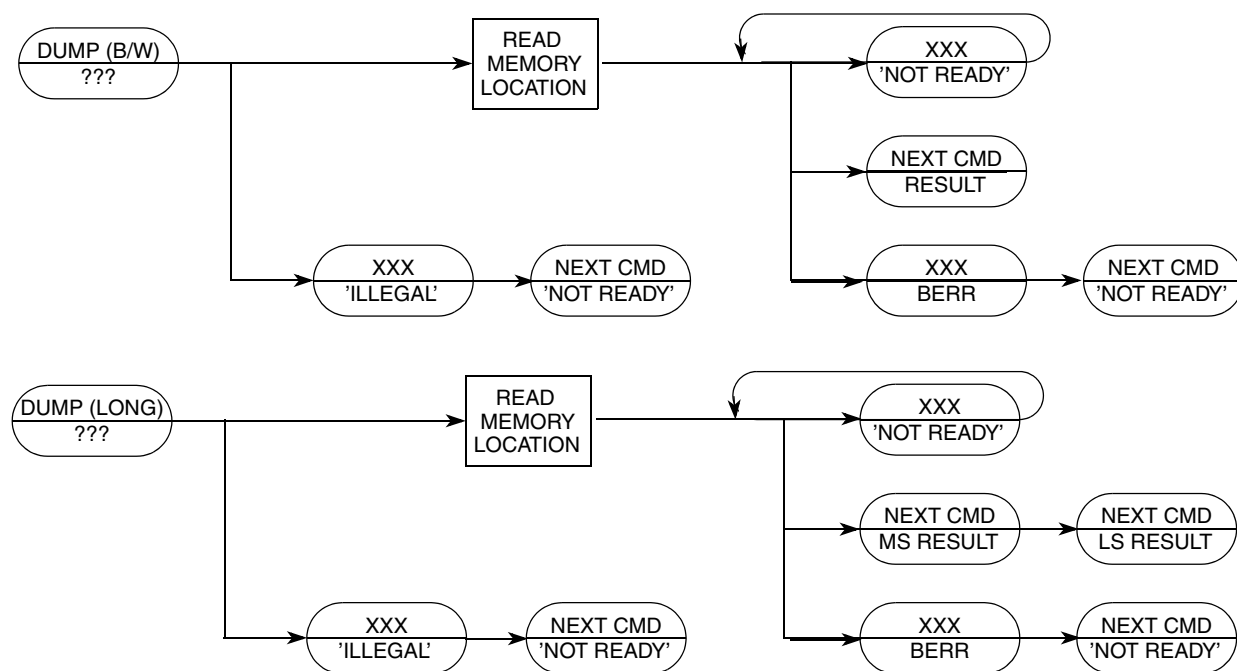 DUMP (B/W)
???
READ
MEMORY
LOCATION
XXX
'NOT READY'
NEXT CMD
RESULT
XXX
'ILLEGAL'
NEXT CMD
'NOT READY'
XXX
BERR
NEXT CMD
'NOT READY'
DUMP (LONG)
???
READ
MEMORY
LOCATION
XXX
'NOT READY'
NEXT CMD
MS RESULT
NEXT CMD
LS RESULT
XXX
'ILLEGAL'
NEXT CMD
'NOT READY'
XXX
BERR
NEXT CMD
'NOT READY'